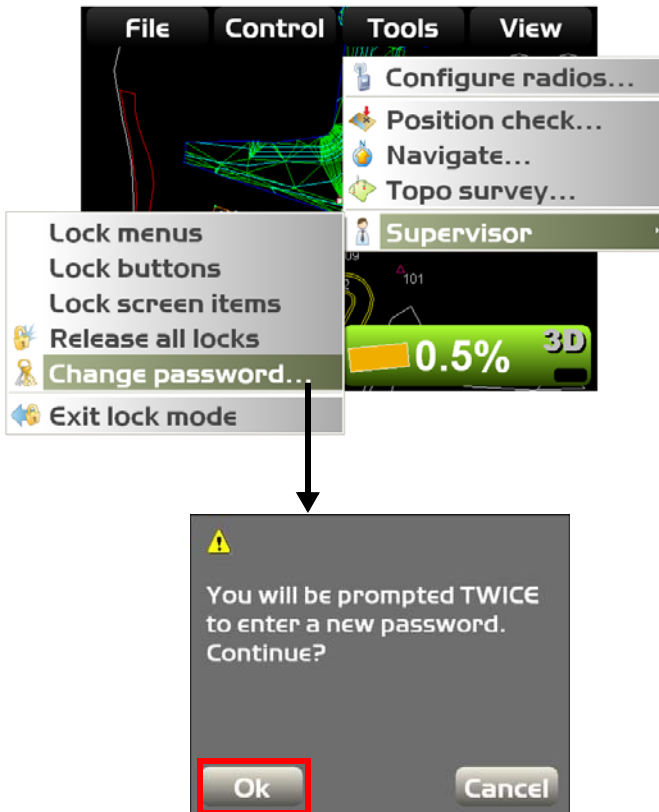 File Control Tools View
Configure radios...
Position check...
Navigate...
Topo survey...
Supervisor
Lock menus
Lock buttons
Lock screen items
Release all locks
Change password...
Exit lock mode
09
101
0.5%
3D
You will be prompted TWICE
to enter a new password.
Continue?
Ok Cancel